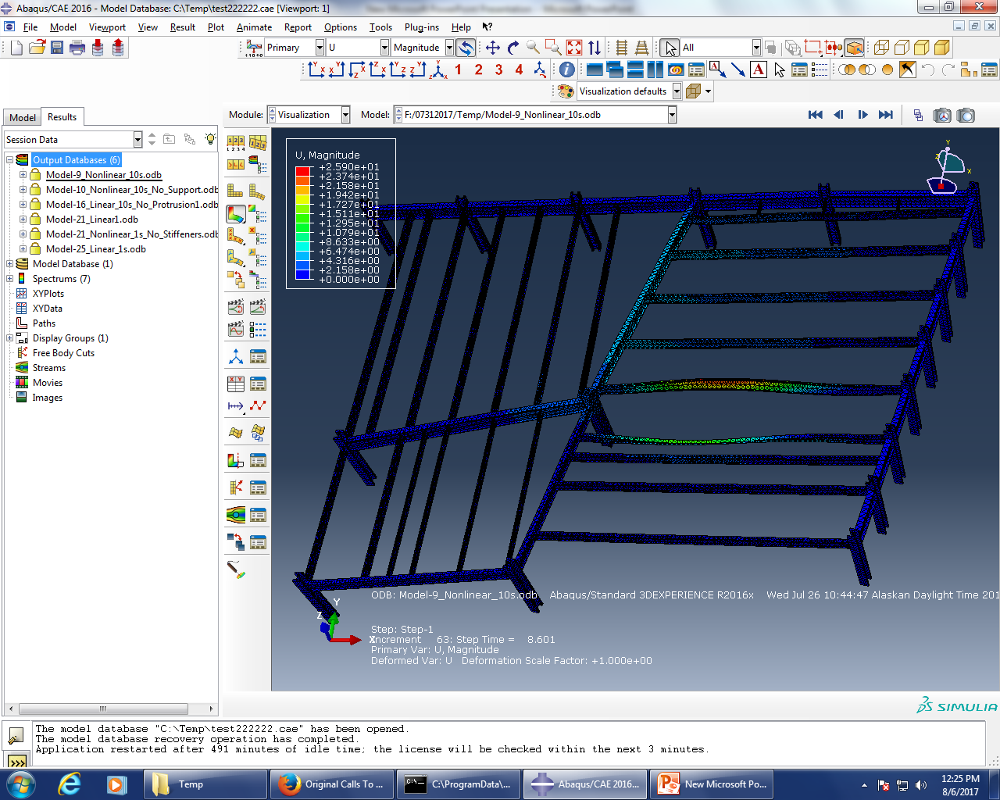 Abaqus/CAE 2016 - Model Database: C:\Temp\test222222.cae [Viewport: 1]
File Model Viewport View Result Plot Animate Report Options Tools Plug-ins Help
Primary U Magnitude All
1 2 3 4
Visualization defaults
Model Results
Module: Visualization Model: F:/07312017/Temp/Model-9_Nonlinear_10s.odb
Session Data
Output Databases (6)
Model-9_Nonlinear_10s.odb
Model-10_Nonlinear_10s_No_Support.odb
Model-16_Linear_10s_No_Protrusion1.odb
Model-21_Linear1.odb
Model-21_Nonlinear_1s_No_Stiffeners.odb
Model-25_Linear_1s.odb
Model Database (1)
Spectrums (7)
XYPlots
XYData
Paths
Display Groups (1)
Free Body Cuts
Streams
Movies
Images
U, Magnitude
+2.590e+01
+2.374e+01
+2.158e+01
+1.942e+01
+1.727e+01
+1.511e+01
+1.295e+01
+1.079e+01
+8.633e+00
+6.474e+00
+4.316e+00
+2.158e+00
+0.000e+00
Y
Z
X
Y
Z
X
ODB: Model-9_Nonlinear_10s.odb Abaqus/Standard 3DEXPERIENCE R2016x Wed Jul 26 10:44:47 Alaskan Daylight Time 201
Step: Step-1
Increment 63: Step Time = 8.601
Primary Var: U, Magnitude
Deformed Var: U Deformation Scale Factor: +1.000e+00
SIMULIA
The model database "C:\Temp\test222222.cae" has been opened.
The model database recovery operation has completed.
Application restarted after 491 minutes of idle time; the license will be checked within the next 3 minutes.
>>>
Temp
Original Calls To ...
C:\ProgramData\...
Abaqus/CAE 2016...
New Microsoft Po...
12:25 PM
8/6/2017